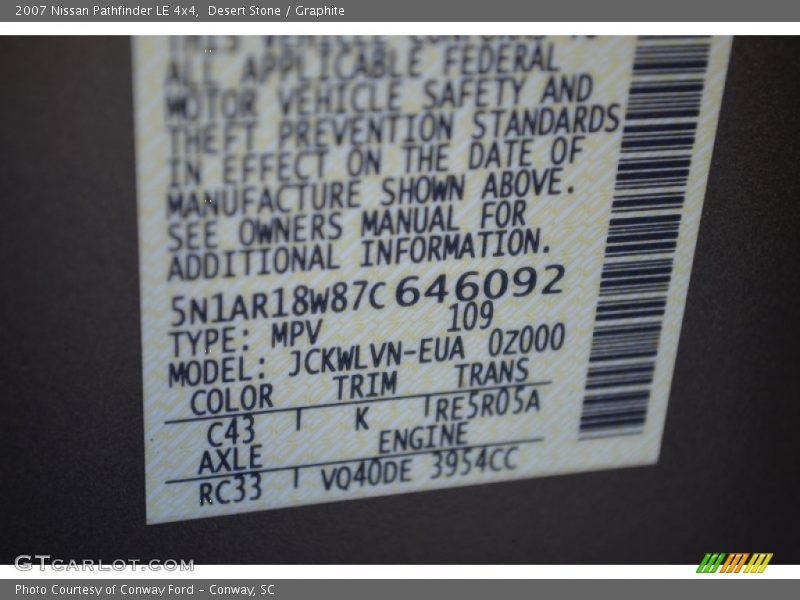 2007 Nissan Pathfinder LE 4x4,  Desert Stone / Graphite
ALL APPLICABLE FEDERAL
MOTOR VEHICLE SAFETY AND
THEFT PREVENTION STANDARDS
IN EFFECT ON THE DATE OF
MANUFACTURE SHOWN ABOVE.
SEE OWNERS MANUAL FOR
ADDITIONAL INFORMATION.
5N1AR18W87C646092
TYPE: MPV 109
MODEL: JCKWLVN-EUA 0Z000
COLOR TRIM TRANS
C43 K RE5R05A
AXLE ENGINE
RC33 VQ40DE 3954CC
GTCARLOT.COM
Photo Courtesy of Conway Ford – Conway, SC